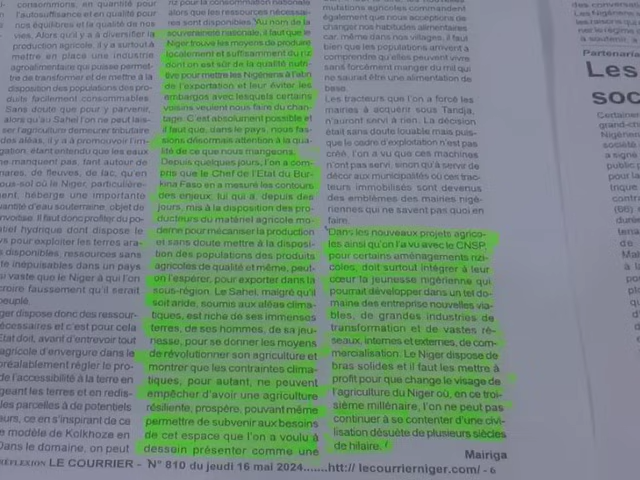 consommons, en quantité pour
l'autosuffisance et en qualité pour
nos équilibres et la qualité de nos
vies. Alors qu'il y a à diversifier la
production agricole, il y a surtout à
mettre en place une industrie
agroalimentaire qui puisse permet-
tre de transformer et de mettre à la
disposition des populations des pro-
duits facilement consommables
Sans doute que pour y parvenir,
alors qu'au Sahel l'on ne peut lais-
ser l'agriculture demeurer tributaire
des aléas, il y a à promouvoir l'irri-
gation, étant entendu que les eaux
ne manquent pas, tant autour de
mares, de fleuves, de lac, qu'en
sous-sol où le Niger, particulière-
ment, héberge une importante
quantité d'eau souterraine, objet de
convoitise. Il faut donc profiter du po-
tentiel hydrique dont dispose le
pays pour exploiter les terres ara-
disponibles, ressources sans
inépuisables dans un pays
vaste que le Niger à qui l'on
croire faussement qu'il serait
peuplé.
dispose donc des ressour-
nécessaires et c'est pour cela
l'Etat doit, avant d'entrevoir tout
agricole d'envergure dans le
préalablement régler le pro-
de l'accessibilité à la terre en
geant les terres et en redis-
les parcelles à de potentiels
ce en s'inspirant de ce
modèle de Kolkhoze en
Dans le domaine, on peut
pour la consommation nationale
alors que les ressources nécessai-
res sont disponibles. Au nom de la
souveraineté nationale, il faut que le
Niger trouve les moyens de produire
localement et suffisamment du riz
dont on est sûr de la qualité nutri-
tive pour mettre les Nigériens à l'abri
de l'exportation et leur éviter les
embargos avec lesquels certains
voisins veulent nous faire du chan-
tage. C'est absolument possible et
il faut que, dans le pays, nous fas-
sions désormais attention à la qua-
lité de ce que nous mangeons.
Depuis quelques jours, l'on a com-
pris que le Chef de l'Etat du Bur-
kina Faso en a mesuré les contours
des enjeux, lui qui a, depuis des
jours, mis à la disposition des pro-
ducteurs du matériel agricole mo-
derne pour mécaniser la production
et sans doute mettre à la disposi-
tion des populations des produits
agricoles de qualité et même, peut-
on l'espérer, pour exporter dans la
sous-région. Le Sahel, malgré qu'il
soit aride, soumis aux aléas clima-
tiques, est riche de ses immenses
terres, de ses hommes, de sa jeu-
nesse, pour se donner les moyens
de révolutionner son agriculture et
montrer que les contraintes clima-
tiques, pour autant, ne peuvent
empêcher d'avoir une agriculture
résiliente, prospère, pouvant même
permettre de subvenir aux besoins
de cet espace que l'on a voulu à
dessein présenter comme une
mulations agricoles commandent
également que nous acceptions de
changer nos habitudes alimentaires
car, même dans nos villages, il faut
bien que les populations arrivent à
comprendre qu'elles peuvent vivre
sans forcément manger du mil qui
ne saurait être une alimentation de
base.
Les tracteurs que l'on a forcé les
mairies à acquérir sous Tandja,
n'auront servi à rien. La décision
était sans doute louable mais puis-
que le cadre d'exploitation n'est pas
créé, l'on a vu que ces machines
n'ont pas servi, sinon qu'à servir de
décor aux municipalités où ces trac-
teurs immobilisés sont devenus
des emblèmes des mairies nigé-
riennes qui ne savent pas quoi en
faire.
Dans les nouveaux projets agrico-
les ainsi qu'on l'a vu avec le CNSP,
pour certains aménagements rizi-
coles, doit surtout intégrer à leur
cœur la jeunesse nigérienne qui
pourrait développer dans un tel do-
maine des entreprise nouvelles via-
bles, de grandes industries de
transformation et de vastes ré-
seaux, internes et externes, de com-
mercialisation. Le Niger dispose de
bras solides et il faut les mettre à
profit pour que change le visage de
l'agriculture du Niger où, en ce troi-
sième millénaire, l'on ne peut pas
continuer à se contenter d'une civi-
lisation désuète de plusieurs siècles
de hilaire.
Mairiga
RÉFLEXION LE COURRIER - N° 810 du jeudi 16 mai 2024.......htt:// lecourrierniger.com/ - 6
Partenaria
Les
soc